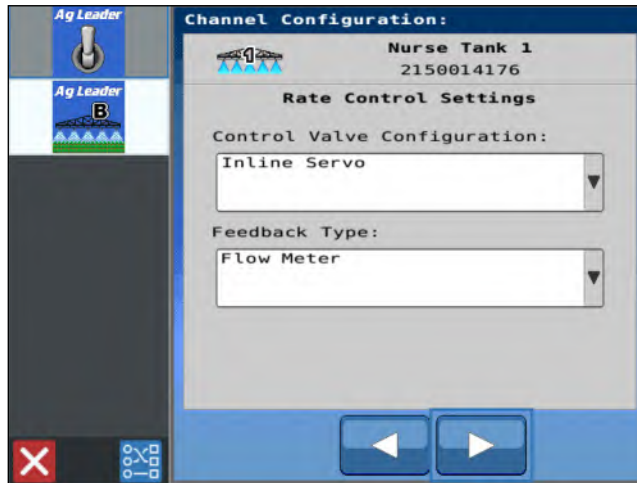 Ag Leader
Ag Leader
B
Channel Configuration:
1
Nurse Tank 1
2150014176
Rate Control Settings
Control Valve Configuration:
Inline Servo
Feedback Type:
Flow Meter